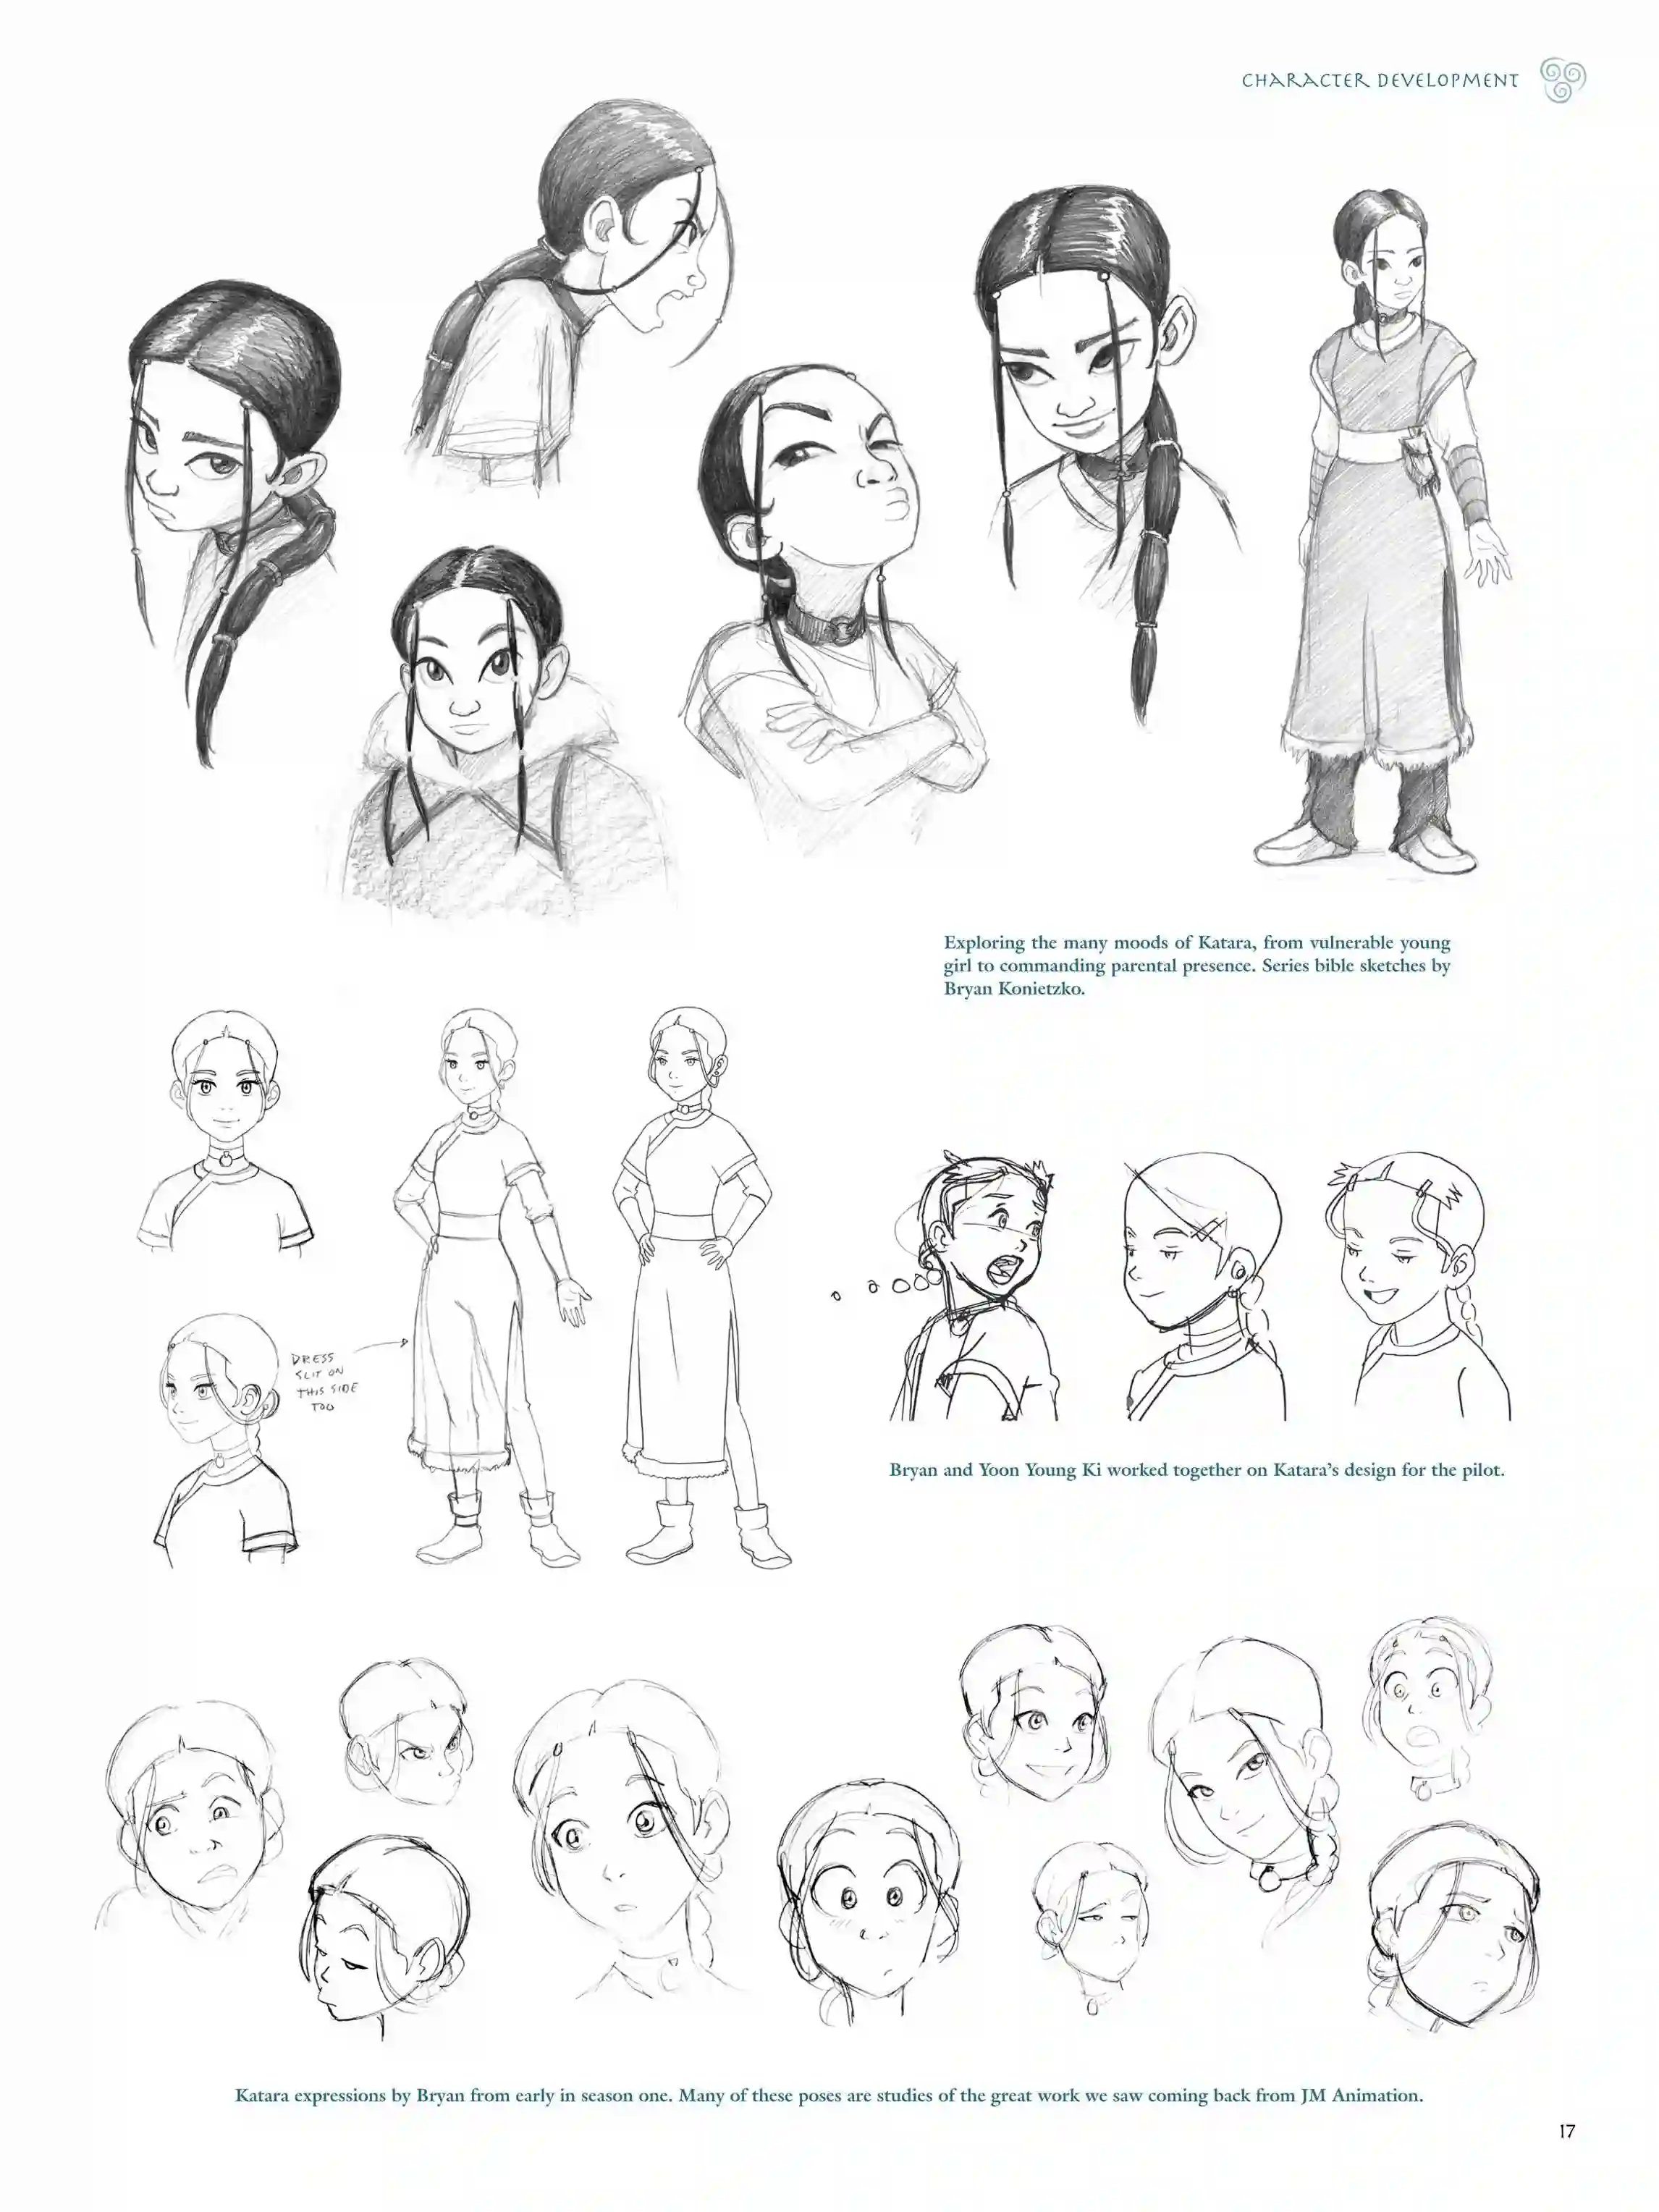 CHARACTER DEVELOPMENT
Exploring the many moods of Katara, from vulnerable young
girl to commanding parental presence. Series bible sketches by
Bryan Konietzko.
DRESS
SLIT ON
THIS SIDE
TOO
Bryan and Yoon Young Ki worked together on Katara's design for the pilot.
Katara expressions by Bryan from early in season one. Many of these poses are studies of the great work we saw coming back from JM Animation.
17